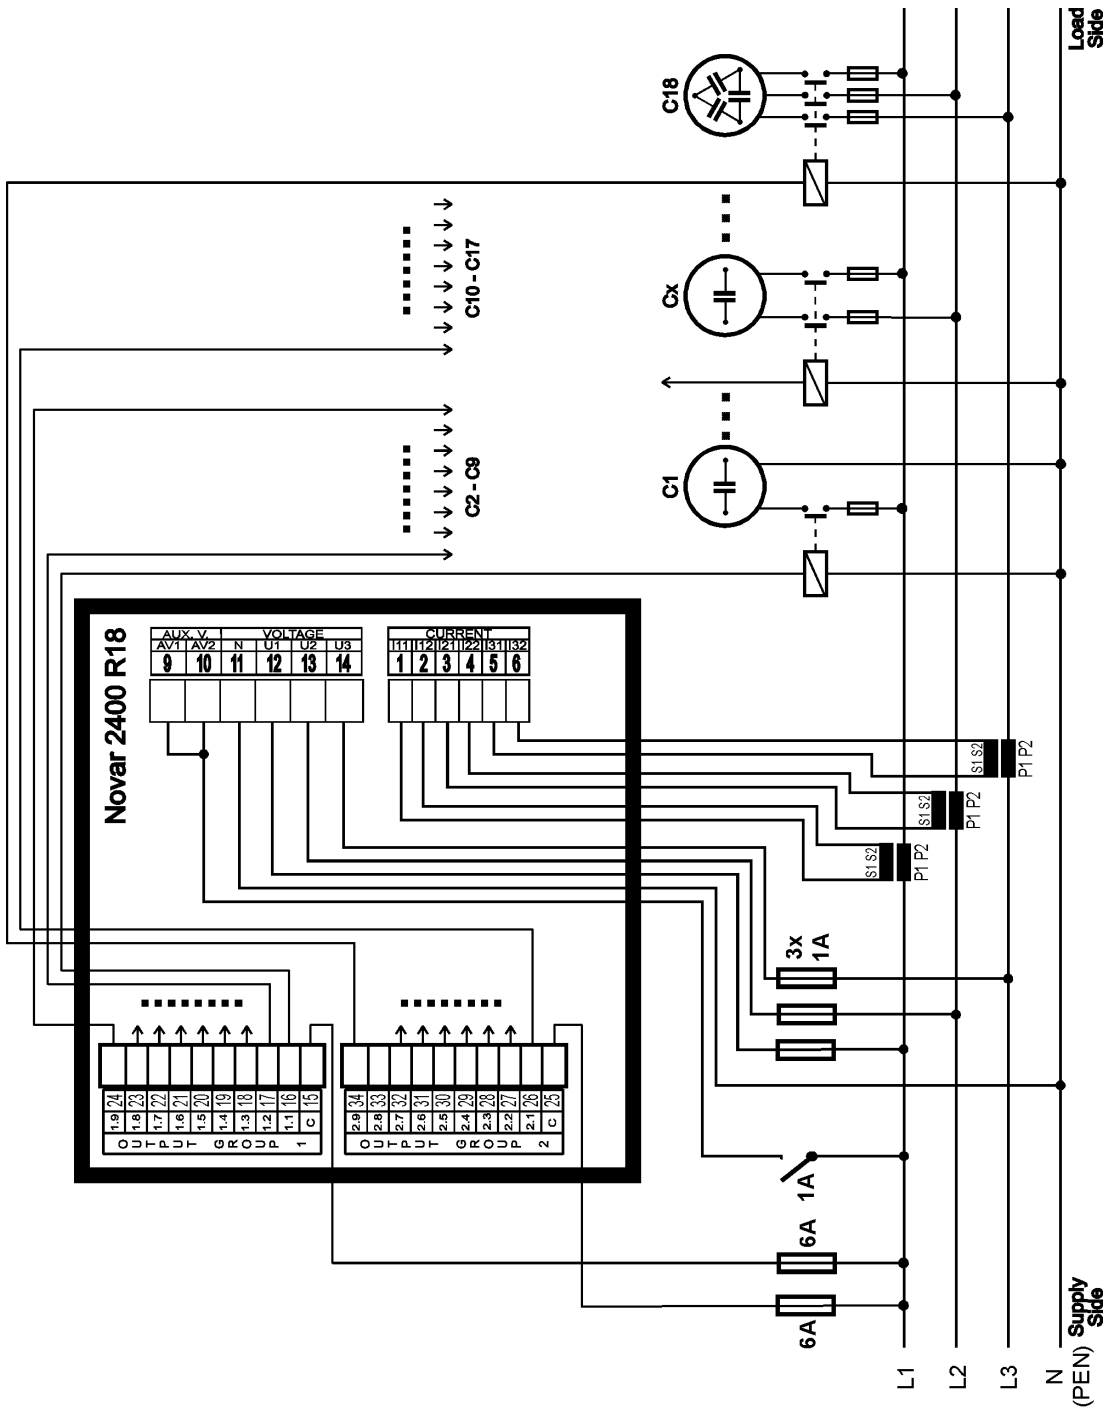 Load
Side
C18
C10 - C17
Cx
C2 - C9
C1
Novar 2400 R18
AUX. V. VOLTAGE
AV1 AV2 N U1 U2 U3
9 10 11 12 13 14
CURRENT
I11 I12 I21 I22 I31 I32
1 2 3 4 5 6
S1 S2
P1 P2
S1 S2
P1 P2
S1 S2
P1 P2
3x
1A
24 23 22 21 20 19 18 17 16 15
1.9 1.8 1.7 1.6 1.5 1.4 1.3 1.2 1.1 C
OUTPUT GROUP 1
34 33 32 31 30 29 28 27 26 25
2.9 2.8 2.7 2.6 2.5 2.4 2.3 2.2 2.1 C
OUTPUT GROUP 2
1A
6A
6A
L1
L2
L3
N
(PEN)
Supply
Side